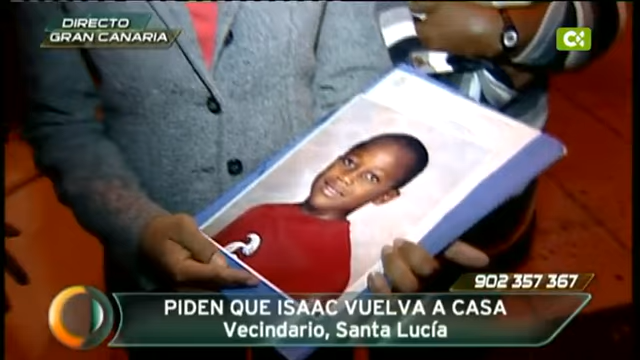 DIRECTO
GRAN CANARIA
C
902 357 367
PIDEN QUE ISAAC VUELVA A CASA
Vecindario, Santa Lucía